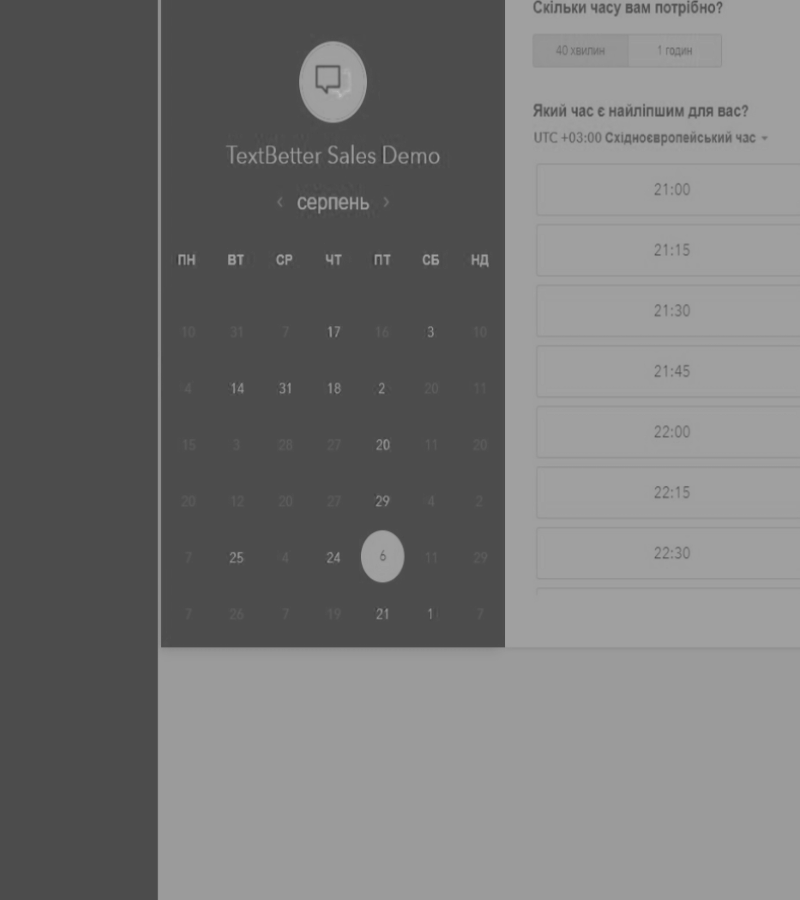 TextBetter Sales Demo
‹ серпень ›
ПН ВТ СР ЧТ ПТ СБ НД
10 31 7 17 16 3 10
4 14 31 18 2 20 11
15 3 28 27 20 11 20
20 12 20 27 29 4 2
7 25 4 24 6 11 29
7 26 7 19 21 1 7
Скільки часу вам потрібно?
40 хвилин 1 годин
Який час є найліпшим для вас?
UTC +03:00 Східноєвропейський час
21:00
21:15
21:30
21:45
22:00
22:15
22:30